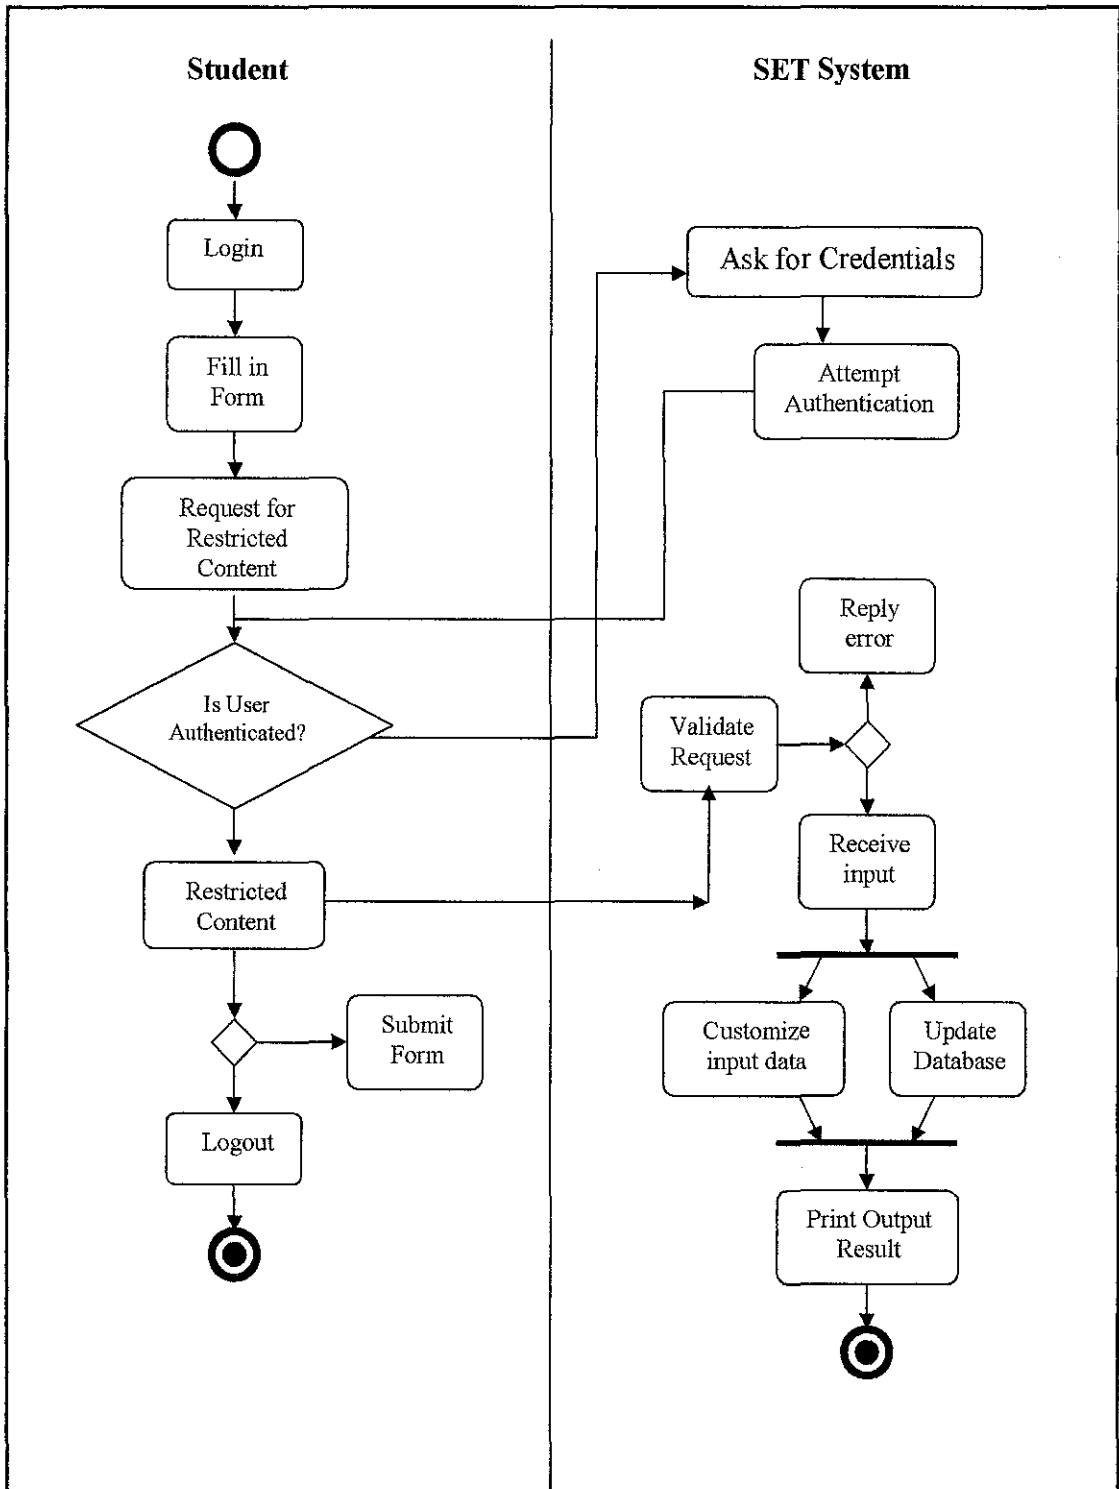 Student
SET System
Login
Ask for Credentials
Fill in
Form
Attempt
Authentication
Request for
Restricted
Content
Reply
error
Is User
Authenticated?
Validate
Request
Receive
input
Restricted
Content
Submit
Form
Customize
input data
Update
Database
Logout
Print Output
Result